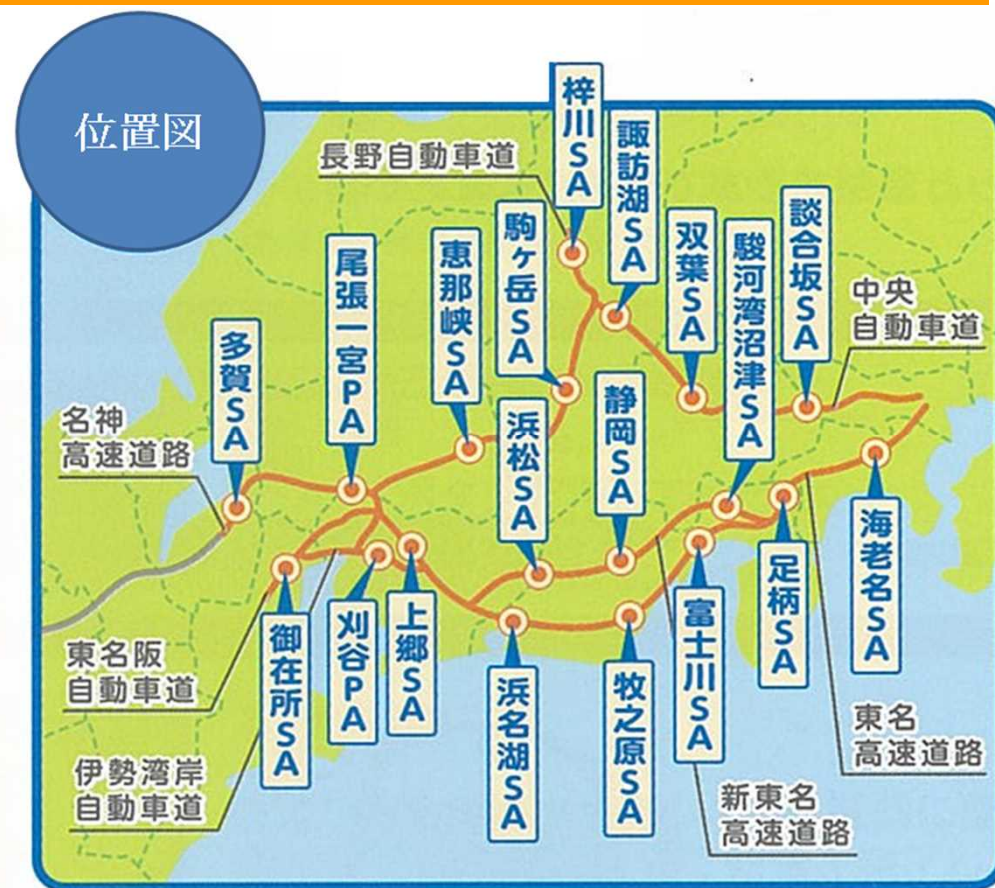 位置図
長野自動車道
梓川SA
諏訪湖SA
双葉SA
駿河湾沼津SA
談合坂SA
中央
自動車道
駒ヶ岳SA
恵那峡SA
尾張一宮PA
多賀SA
名神
高速道路
浜松SA
静岡SA
東名阪
自動車道
伊勢湾岸
自動車道
御在所SA
刈谷PA
上郷SA
浜名湖SA
牧之原SA
富士川SA
足柄SA
海老名SA
東名
高速道路
新東名
高速道路